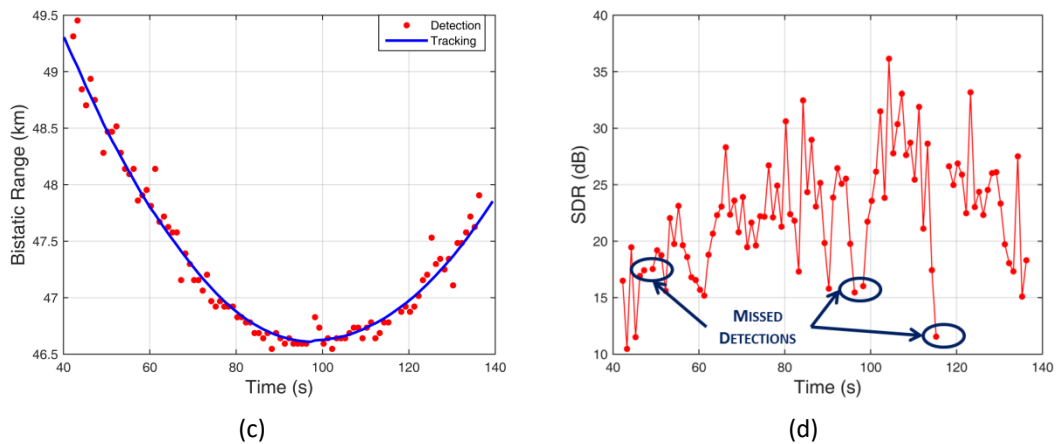 49.5
49
48.5
48
47.5
47
46.5
40
60
80
100
120
140
Bistatic Range (km)
Time (s)
Detection
Tracking
(c)
40
35
30
25
20
15
10
40
60
80
100
120
140
SDR (dB)
Time (s)
MISSED
DETECTIONS
(d)